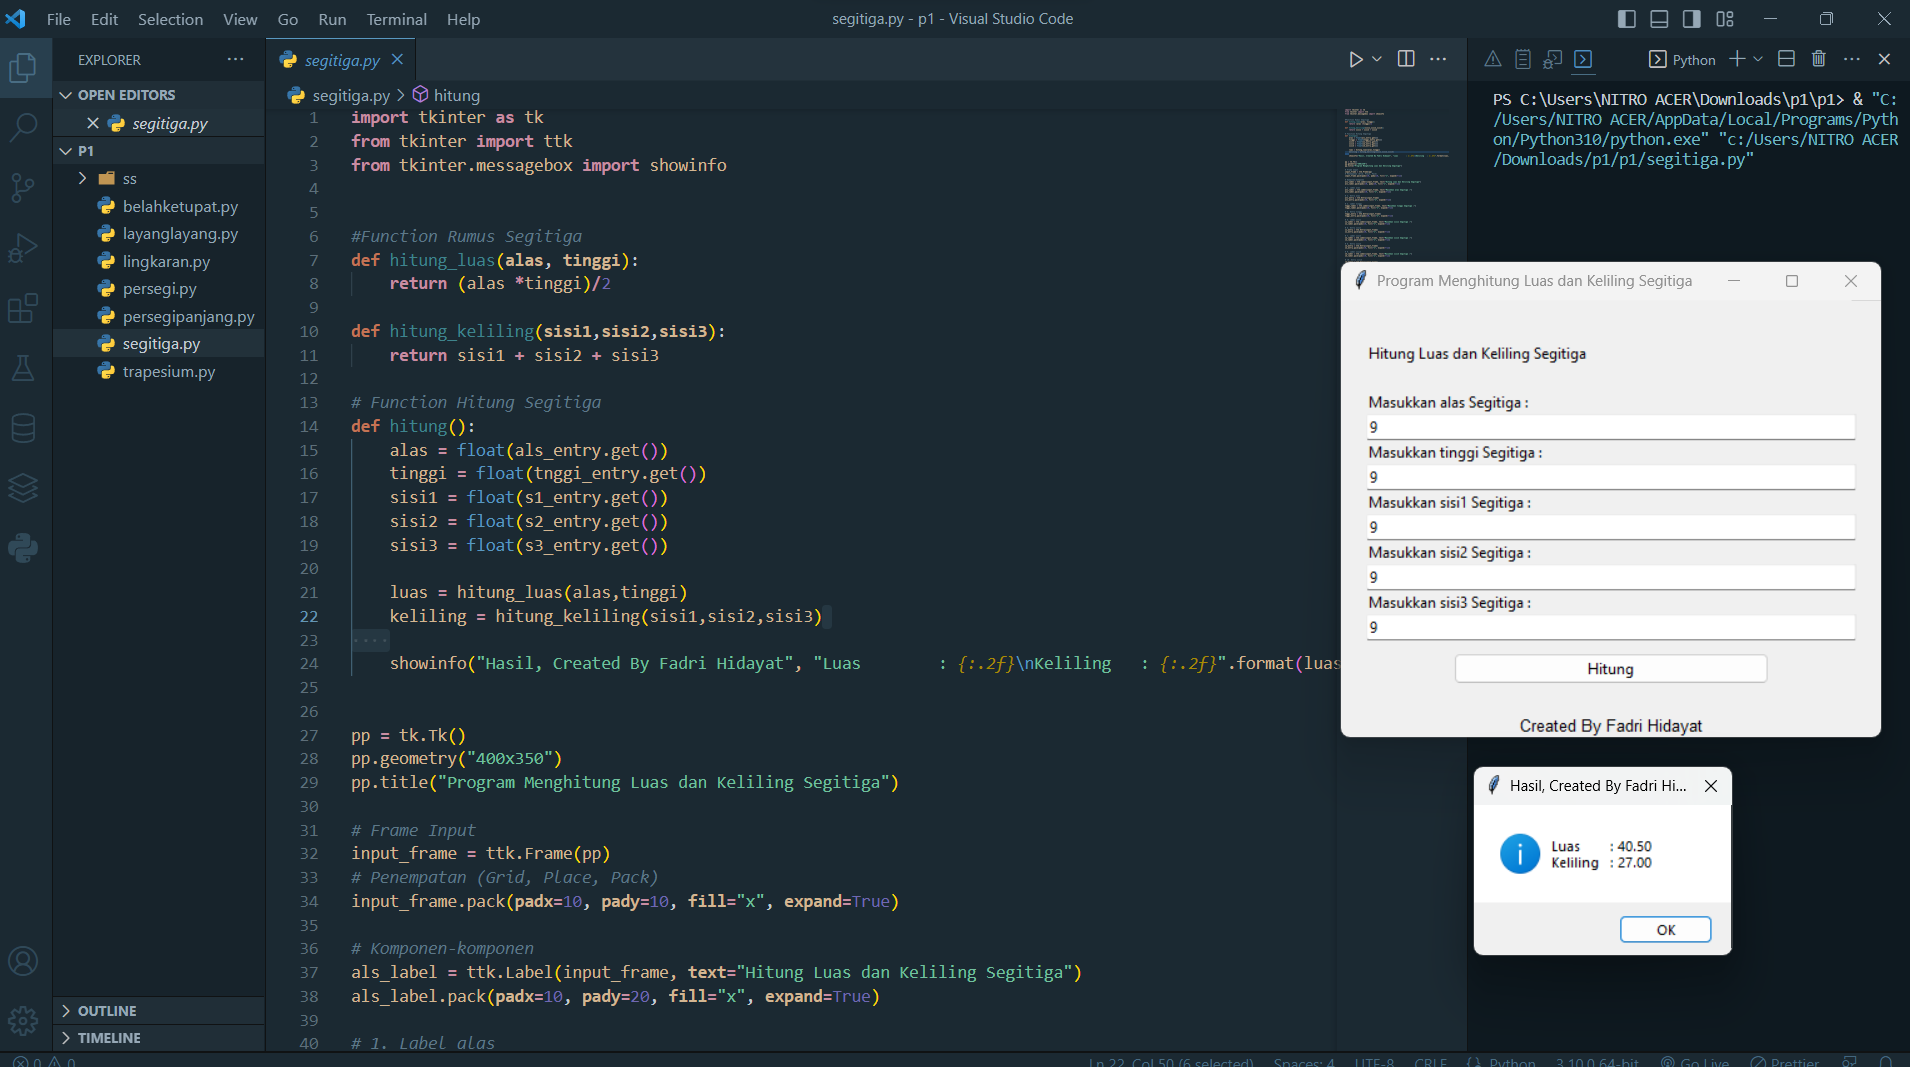 File Edit Selection View Go Run Terminal Help
segitiga.py - p1 - Visual Studio Code
EXPLORER
OPEN EDITORS
segitiga.py
P1
ss
belahketupat.py
layanglayang.py
lingkaran.py
persegi.py
persegipanjang.py
segitiga.py
trapesium.py
OUTLINE
TIMELINE
segitiga.py
segitiga.py > hitung
1 import tkinter as tk
2 from tkinter import ttk
3 from tkinter.messagebox import showinfo
4
5
6 #Function Rumus Segitiga
7 def hitung_luas(alas, tinggi):
8     return (alas *tinggi)/2
9
10 def hitung_keliling(sisi1,sisi2,sisi3):
11     return sisi1 + sisi2 + sisi3
12
13 # Function Hitung Segitiga
14 def hitung():
15     alas = float(als_entry.get())
16     tinggi = float(tnggi_entry.get())
17     sisi1 = float(s1_entry.get())
18     sisi2 = float(s2_entry.get())
19     sisi3 = float(s3_entry.get())
20
21     luas = hitung_luas(alas,tinggi)
22     keliling = hitung_keliling(sisi1,sisi2,sisi3)
23     ····
24     showinfo("Hasil, Created By Fadri Hidayat", "Luas        : {:.2f}\nKeliling   : {:.2f}".format(luas
25
26
27 pp = tk.Tk()
28 pp.geometry("400x350")
29 pp.title("Program Menghitung Luas dan Keliling Segitiga")
30
31 # Frame Input
32 input_frame = ttk.Frame(pp)
33 # Penempatan (Grid, Place, Pack)
34 input_frame.pack(padx=10, pady=10, fill="x", expand=True)
35
36 # Komponen-komponen
37 als_label = ttk.Label(input_frame, text="Hitung Luas dan Keliling Segitiga")
38 als_label.pack(padx=10, pady=20, fill="x", expand=True)
39
40 # 1. Label alas
Python
PS C:\Users\NITRO ACER\Downloads\p1\p1> & "C:
/Users/NITRO ACER/AppData/Local/Programs/Pyth
on/Python310/python.exe" "c:/Users/NITRO ACER
/Downloads/p1/p1/segitiga.py"
Program Menghitung Luas dan Keliling Segitiga
Hitung Luas dan Keliling Segitiga
Masukkan alas Segitiga :
9
Masukkan tinggi Segitiga :
9
Masukkan sisi1 Segitiga :
9
Masukkan sisi2 Segitiga :
9
Masukkan sisi3 Segitiga :
9
Hitung
Created By Fadri Hidayat
Hasil, Created By Fadri Hi...
Luas : 40.50
Keliling : 27.00
OK
0 0 Ln 22, Col 50 (6 selected) Spaces: 4 UTF-8 CRLF Python 3.10.0 64-bit Go Live Prettier